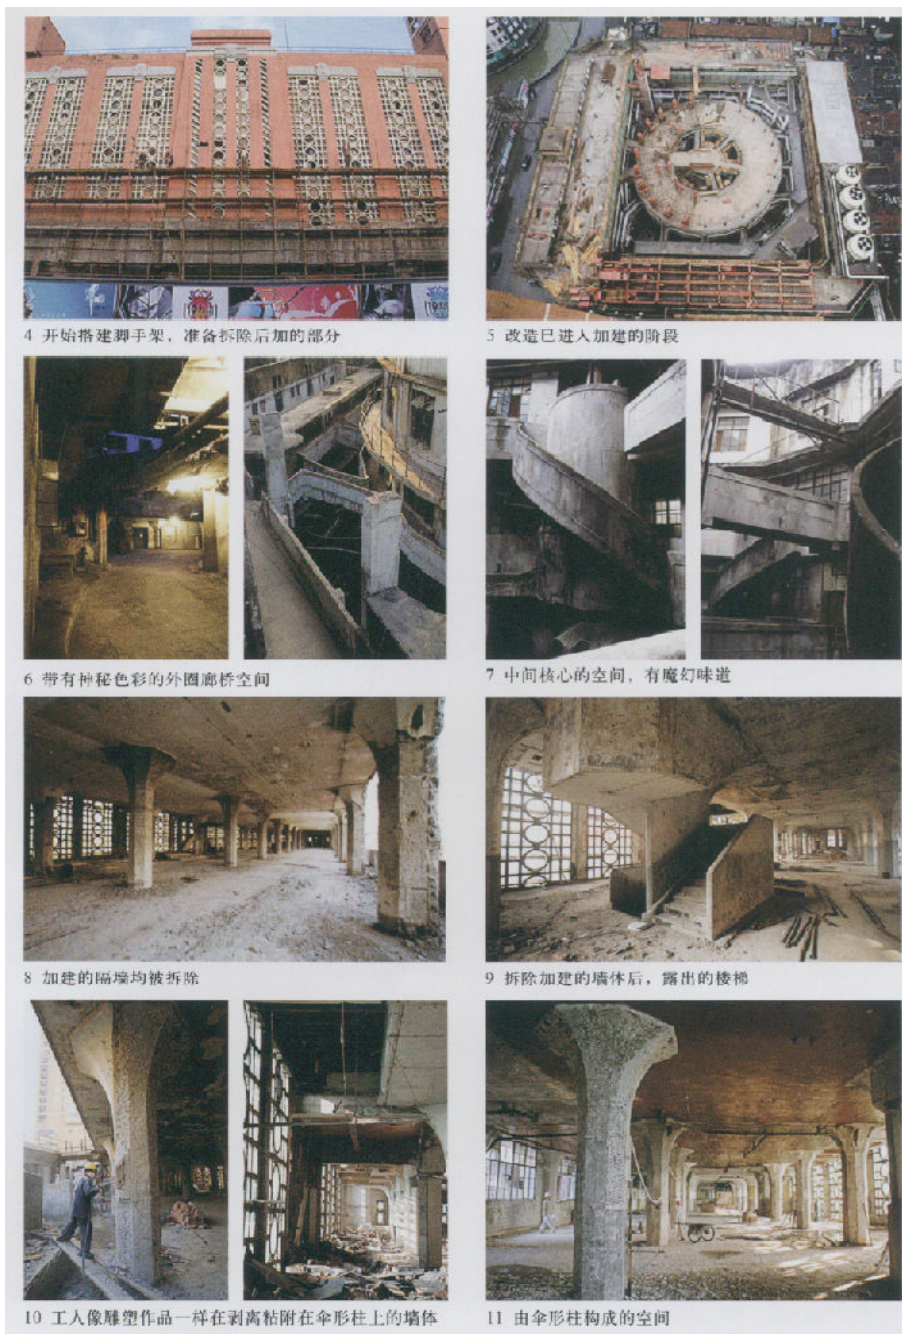 4 开始搭建脚手架，准备拆除后加的部分
5 改造已进入加建的阶段
6 带有神秘色彩的外圈廊桥空间
7 中间核心的空间，有魔幻味道
8 加建的隔墙均被拆除
9 拆除加建的墙体后，露出的楼梯
10 工人像雕塑作品一样在剥离粘附在伞形柱上的墙体
11 由伞形柱构成的空间